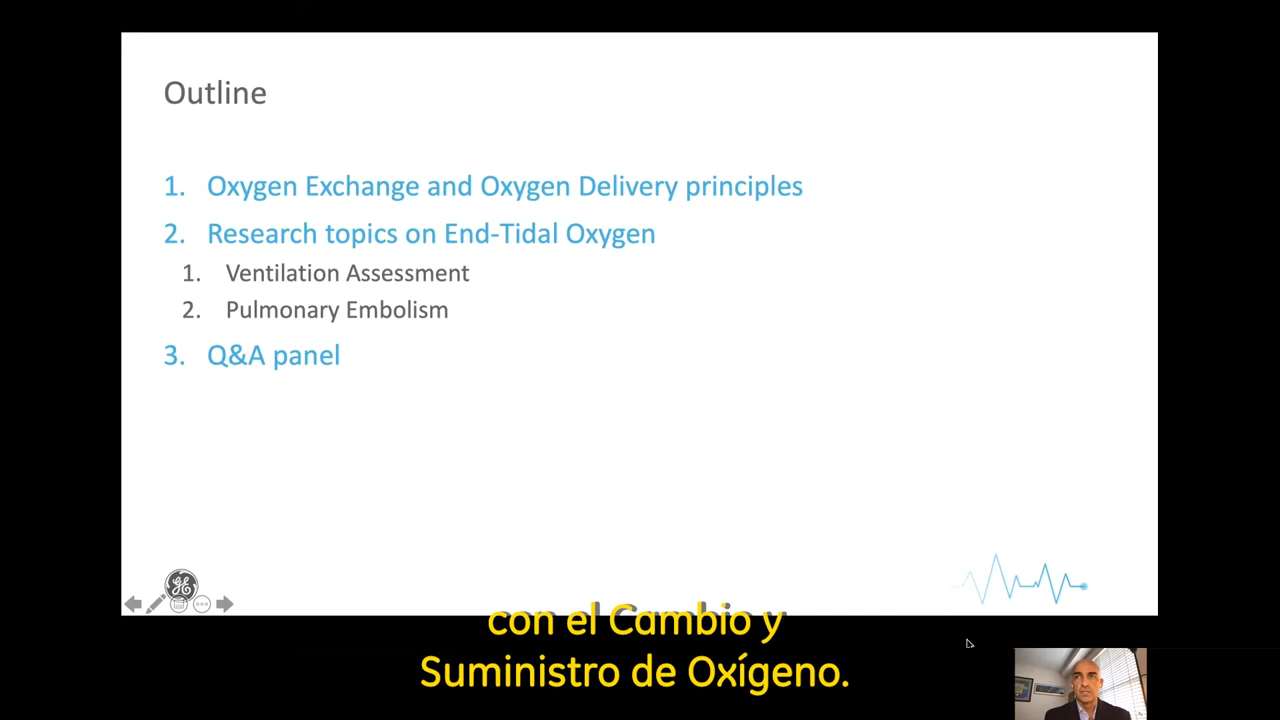 Outline
1. Oxygen Exchange and Oxygen Delivery principles
2. Research topics on End-Tidal Oxygen
1. Ventilation Assessment
2. Pulmonary Embolism
3. Q&A panel
GE
con el Cambio y
Suministro de Oxígeno.